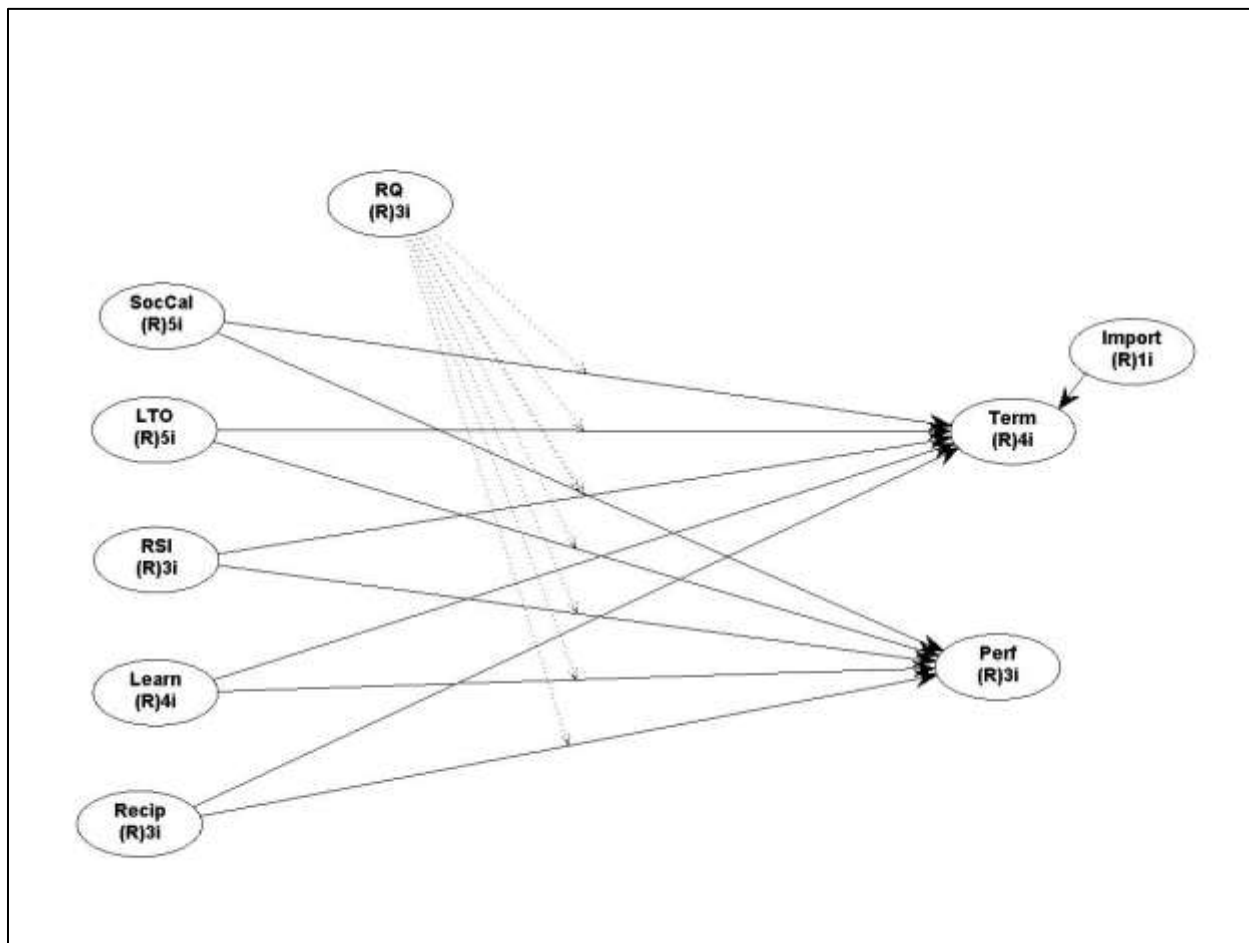 RQ
(R)3i
SocCal
(R)5i
Import
(R)1i
LTO
(R)5i
Term
(R)4i
RSI
(R)3i
Learn
(R)4i
Perf
(R)3i
Recip
(R)3i